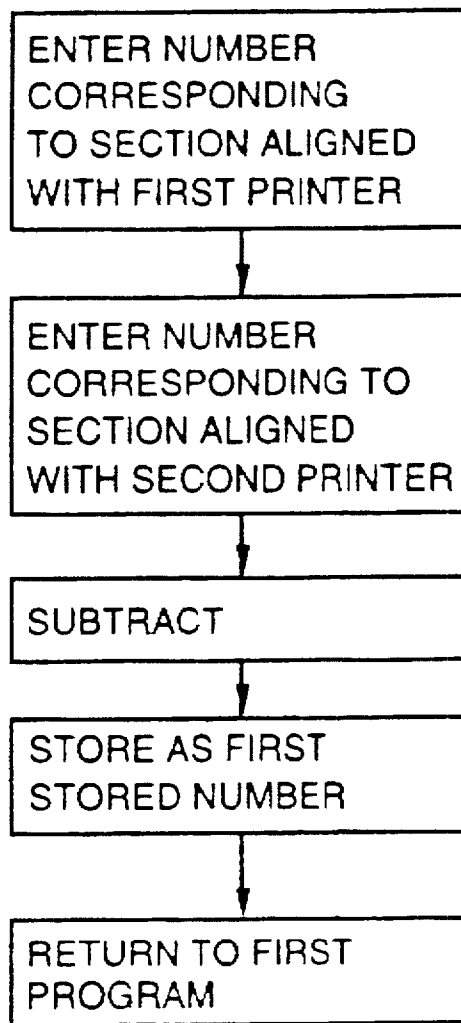 ENTER NUMBER
CORRESPONDING
TO SECTION ALIGNED
WITH FIRST PRINTER
ENTER NUMBER
CORRESPONDING TO
SECTION ALIGNED
WITH SECOND PRINTER
SUBTRACT
STORE AS FIRST
STORED NUMBER
RETURN TO FIRST
PROGRAM